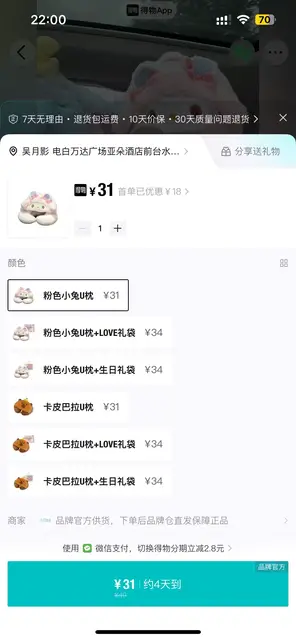 22:00
70
得物App
7天无理由・退货包运费・10天价保・30天质量问题退货 >
吴月影 电白万达广场亚朵酒店前台水... >
分享送礼物
得物 ¥31 首单已优惠 ¥18 >
1
颜色
粉色小兔U枕 ¥31
粉色小兔U枕+LOVE礼袋 ¥34
粉色小兔U枕+生日礼袋 ¥34
卡皮巴拉U枕 ¥31
卡皮巴拉U枕+LOVE礼袋 ¥34
卡皮巴拉U枕+生日礼袋 ¥34
商家 品牌官方供货，下单后品牌仓直发保障正品 >
使用 微信支付，切换得物分期立减2.8元 >
品牌官方
¥31 约4天到